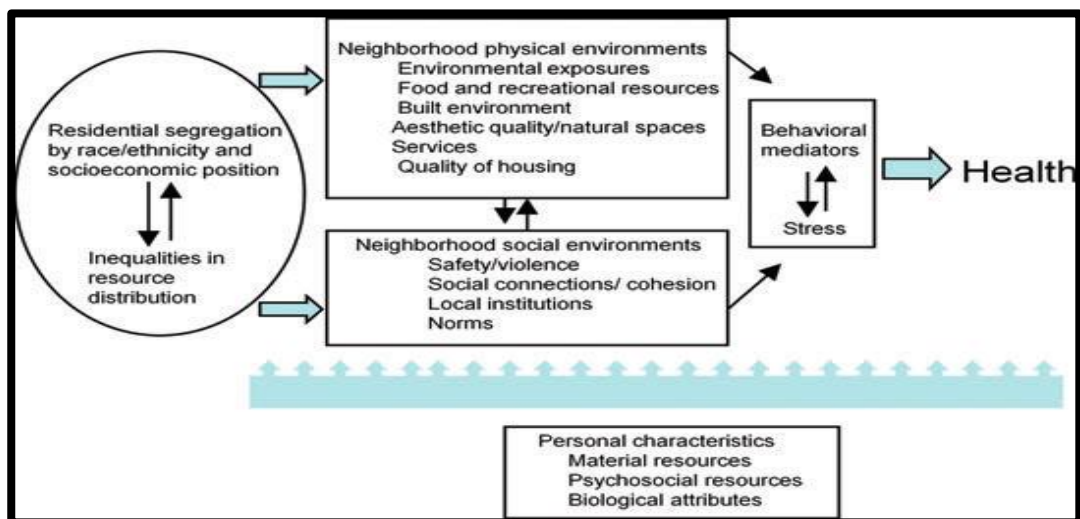 Residential segregation
by race/ethnicity and
socioeconomic position
Inequalities in
resource
distribution
Neighborhood physical environments
Environmental exposures
Food and recreational resources
Built environment
Aesthetic quality/natural spaces
Services
Quality of housing
Neighborhood social environments
Safety/violence
Social connections/ cohesion
Local institutions
Norms
Behavioral
mediators
Stress
Health
Personal characteristics
Material resources
Psychosocial resources
Biological attributes